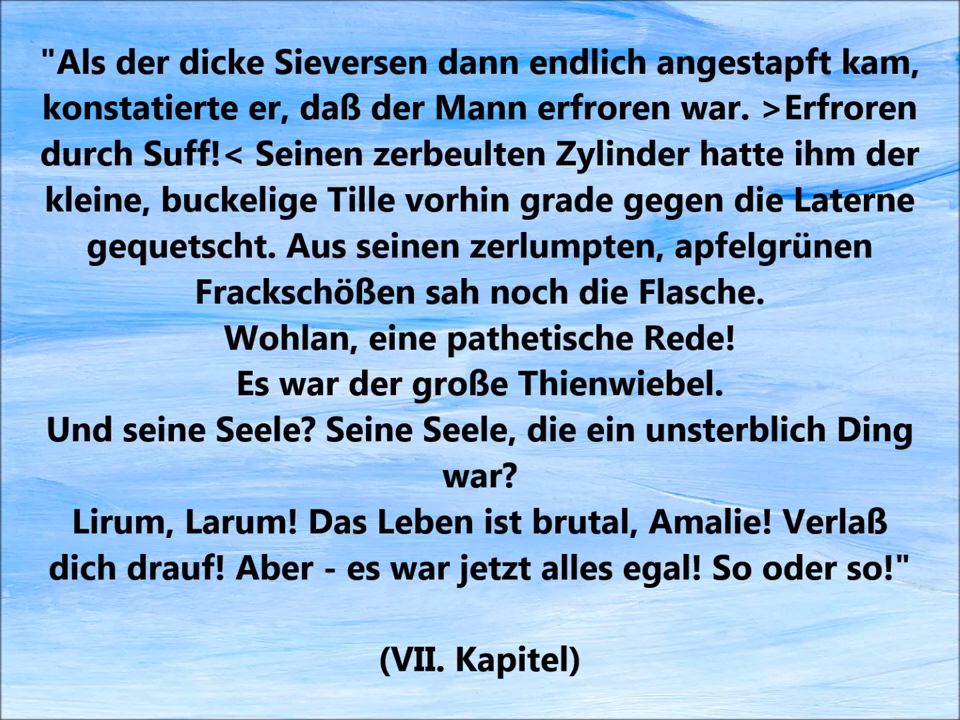 "Als der dicke Sieversen dann endlich angestapft kam,
konstatierte er, daß der Mann erfroren war. >Erfroren
durch Suff!< Seinen zerbeulten Zylinder hatte ihm der
kleine, buckelige Tille vorhin grade gegen die Laterne
gequetscht. Aus seinen zerlumpten, apfelgrünen
Frackschößen sah noch die Flasche.
Wohlan, eine pathetische Rede!
Es war der große Thienwiebel.
Und seine Seele? Seine Seele, die ein unsterblich Ding
war?
Lirum, Larum! Das Leben ist brutal, Amalie! Verlaß
dich drauf! Aber - es war jetzt alles egal! So oder so!"
(VII. Kapitel)